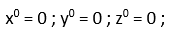 x⁰ = 0 ; y⁰ = 0 ; z⁰ = 0 ;